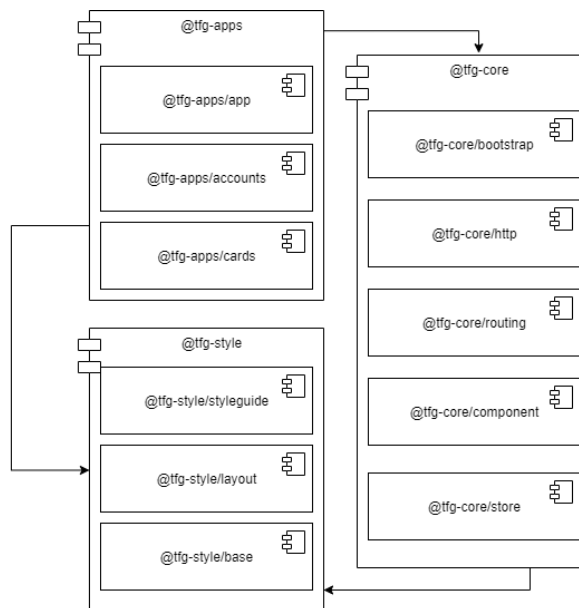 @tfg-apps
@tfg-apps/app
@tfg-apps/accounts
@tfg-apps/cards
@tfg-style
@tfg-style/styleguide
@tfg-style/layout
@tfg-style/base
@tfg-core
@tfg-core/bootstrap
@tfg-core/http
@tfg-core/routing
@tfg-core/component
@tfg-core/store